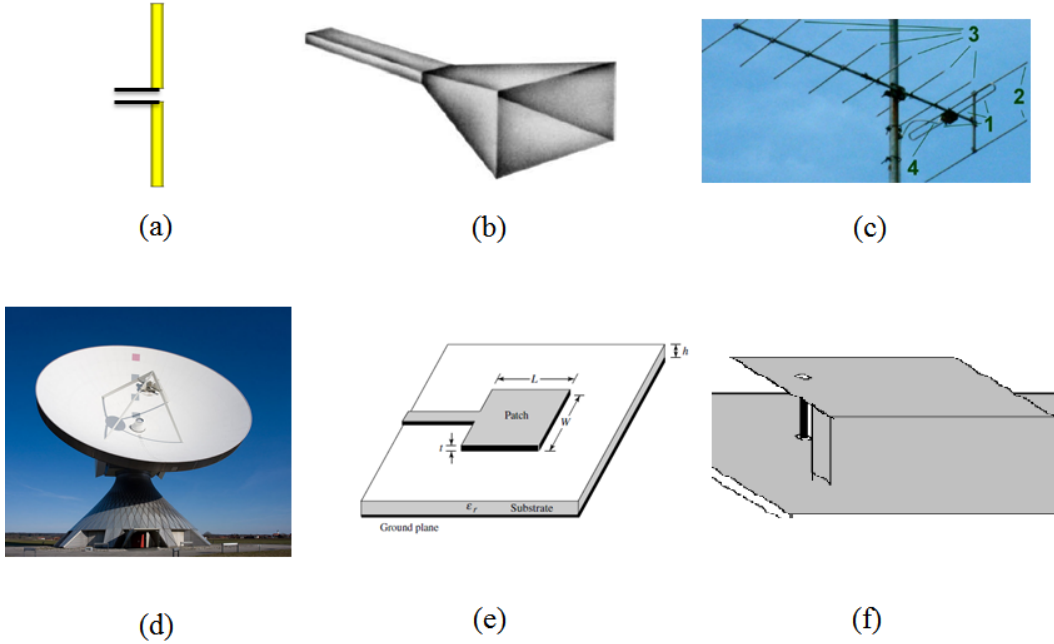 3
2
1
4
(a)
(b)
(c)
h
L
Patch
W
t
εr
Substrate
Ground plane
(d)
(e)
(f)